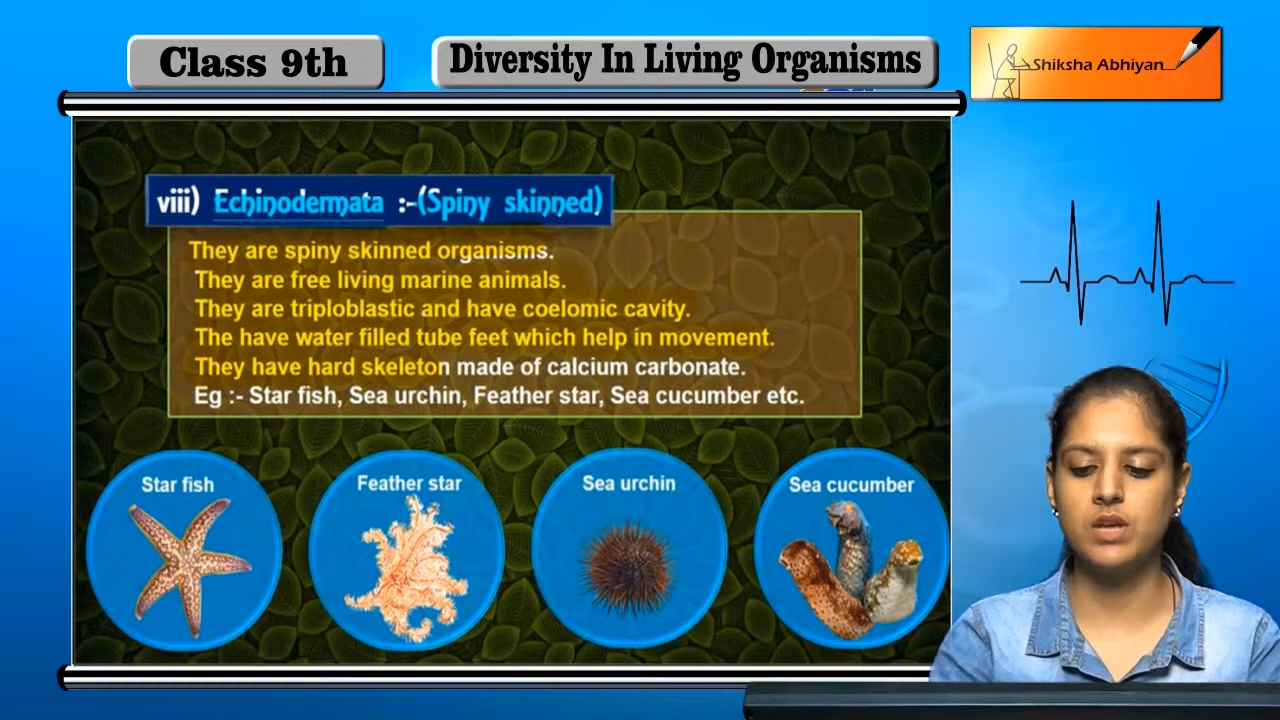 Class 9th
Diversity In Living Organisms
Shiksha Abhiyan
viii) Echinodermata :-(Spiny skinned)
They are spiny skinned organisms.
They are free living marine animals.
They are triploblastic and have coelomic cavity.
The have water filled tube feet which help in movement.
They have hard skeleton made of calcium carbonate.
Eg :- Star fish, Sea urchin, Feather star, Sea cucumber etc.
Star fish
Feather star
Sea urchin
Sea cucumber